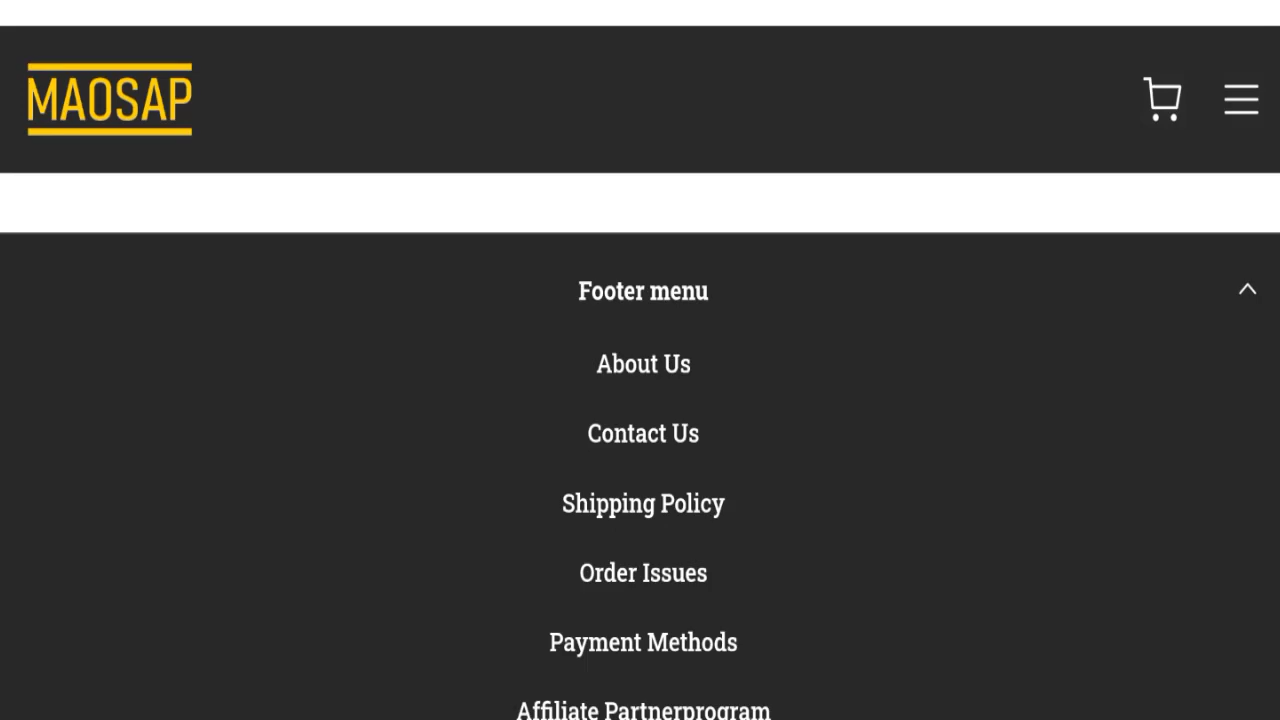 MAOSAP
Footer menu
About Us
Contact Us
Shipping Policy
Order Issues
Payment Methods
Affiliate Partnerprogram